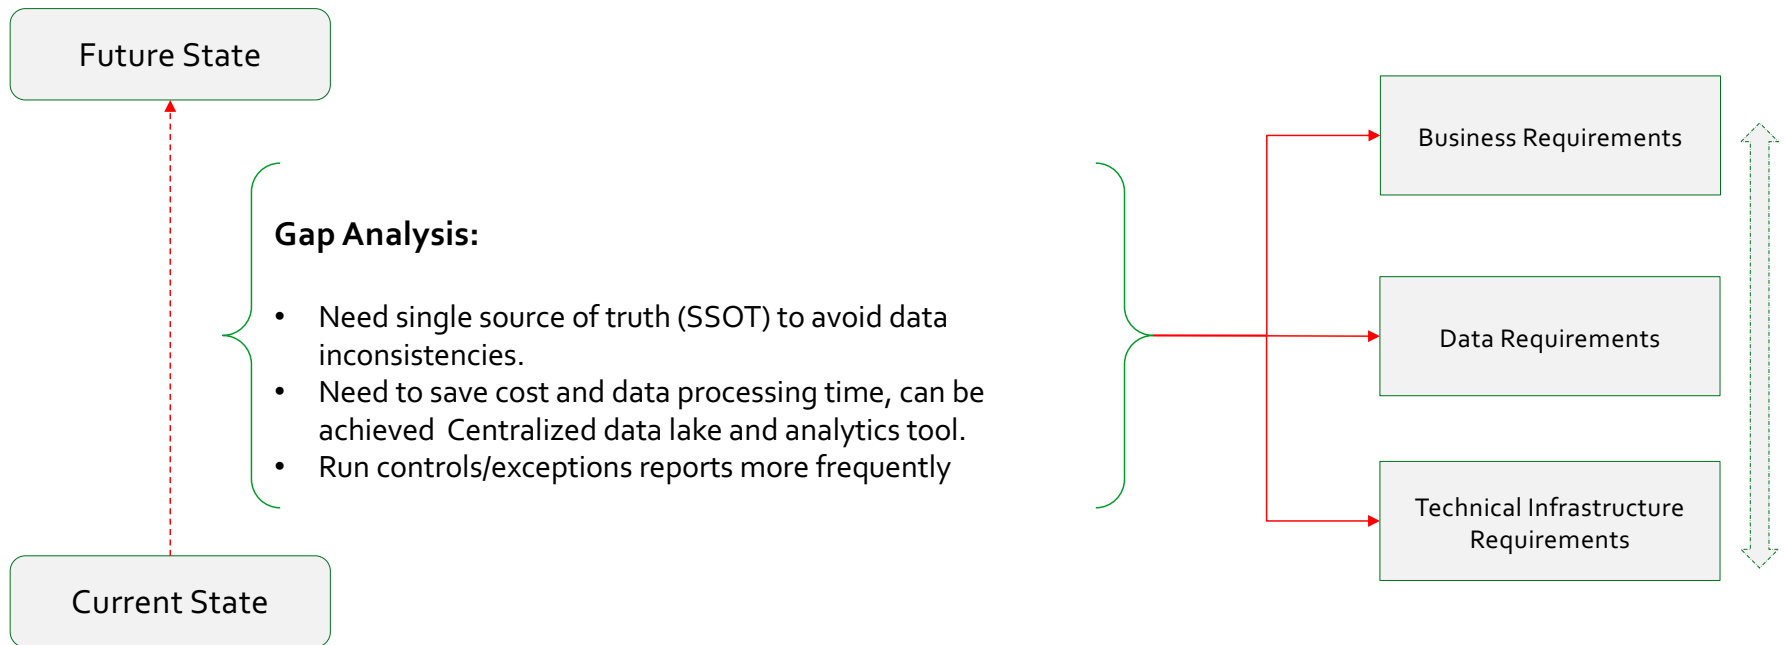 Future State
Gap Analysis:
• Need single source of truth (SSOT) to avoid data
inconsistencies.
• Need to save cost and data processing time, can be
achieved  Centralized data lake and analytics tool.
• Run controls/exceptions reports more frequently
Current State
Business Requirements
Data Requirements
Technical Infrastructure
Requirements